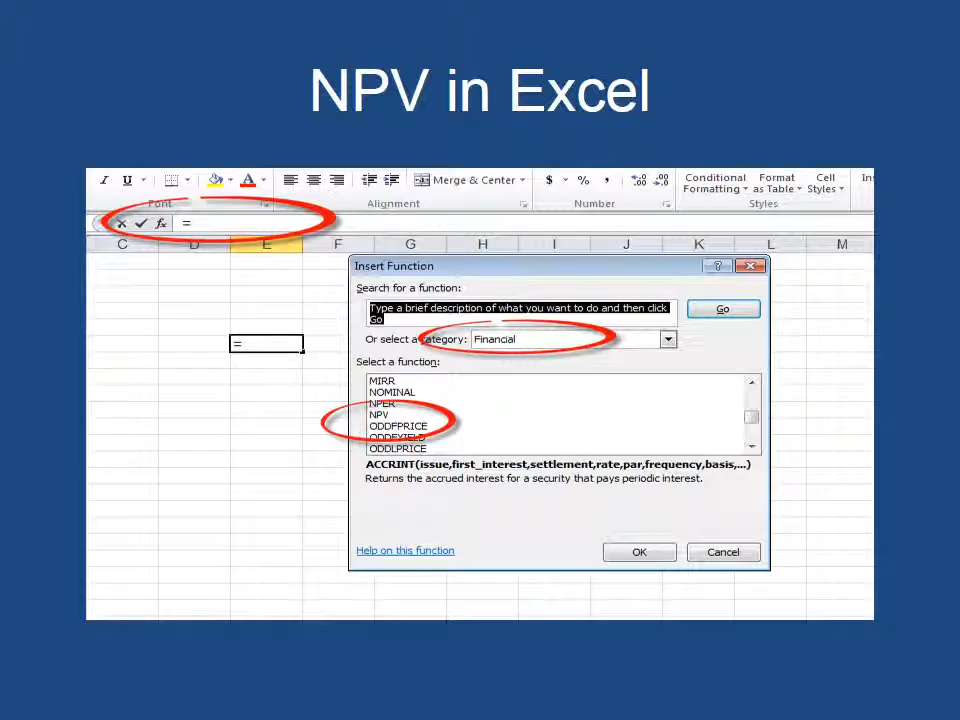 NPV in Excel
I U A Merge & Center $ % , .00 .00 Conditional Format Cell Ins
Formatting as Table Styles
Font Alignment Number Styles
fx =
C D E F G H I J K L M
Insert Function
?
Search for a function:
Type a brief description of what you want to do and then click
Go
Go
Or select a category: Financial
=
Select a function:
MIRR
NOMINAL
NPER
NPV
ODDFPRICE
ODDFYIELD
ODDLPRICE
ACCRINT(issue,first_interest,settlement,rate,par,frequency,basis,...)
Returns the accrued interest for a security that pays periodic interest.
Help on this function
OK Cancel